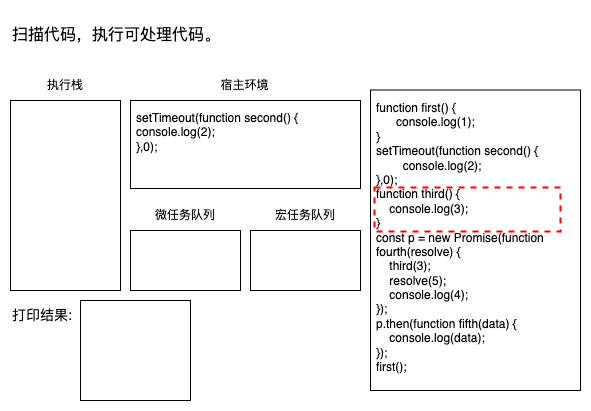 扫描代码，执行可处理代码。
执行栈
宿主环境
setTimeout(function second() {
console.log(2);
},0);
微任务队列
宏任务队列
打印结果:
function first() {
console.log(1);
}
setTimeout(function second() {
console.log(2);
},0);
function third() {
console.log(3);
}
const p = new Promise(function
fourth(resolve) {
third(3);
resolve(5);
console.log(4);
});
p.then(function fifth(data) {
console.log(data);
});
first();